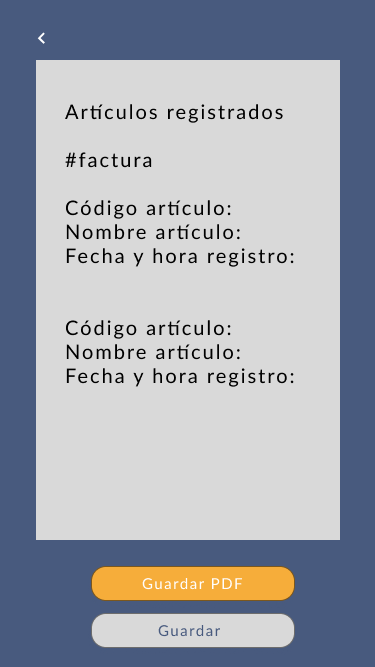 Artículos registrados
#factura
Código artículo:
Nombre artículo:
Fecha y hora registro:
Código artículo:
Nombre artículo:
Fecha y hora registro:
Guardar PDF
Guardar